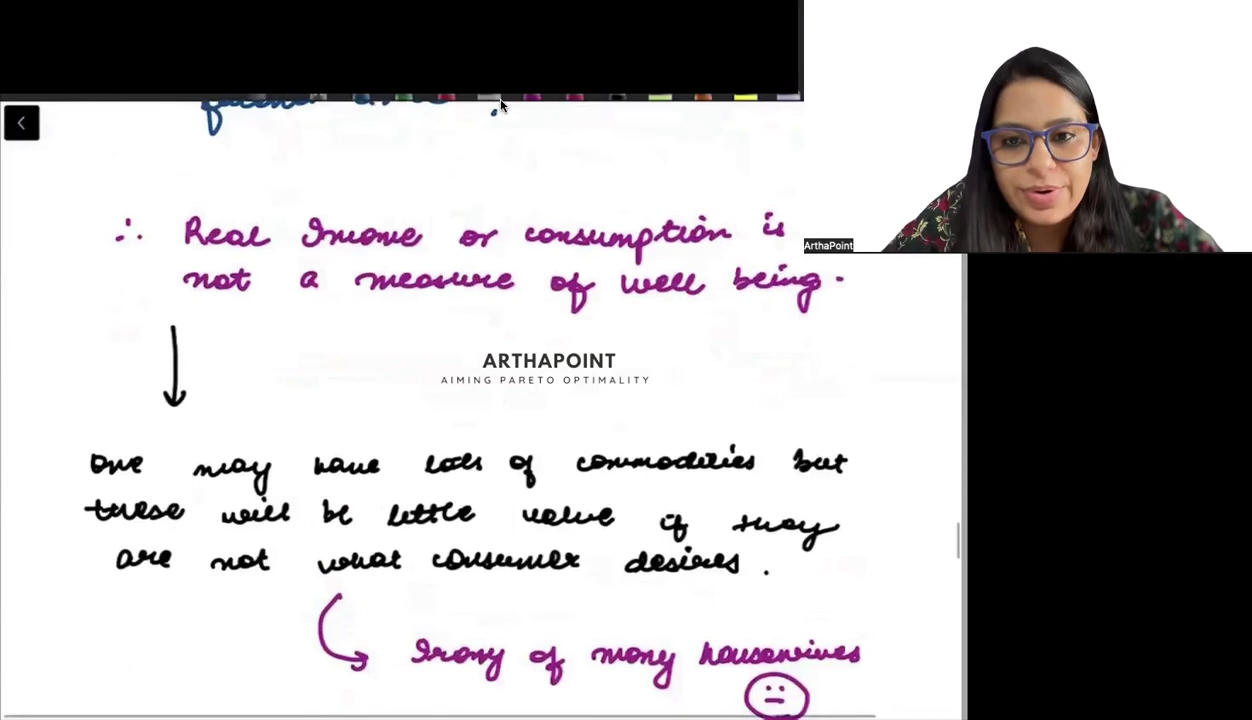 ∴ Real Income or consumption is
not a measure of well being.
ARTHAPOINT
AIMING PARETO OPTIMALITY
One may have lots of commodities but
these will be little value if they
are not what consumer desires.
Irony of many housewives
ArthaPoint